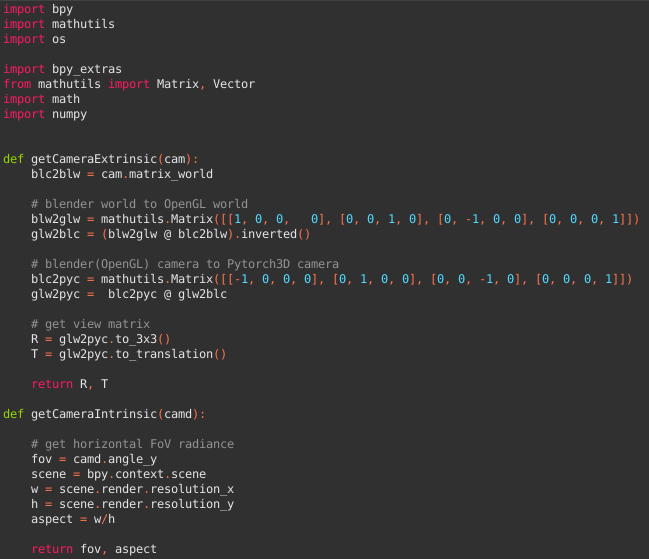 import bpy
import mathutils
import os

import bpy_extras
from mathutils import Matrix, Vector
import math
import numpy


def getCameraExtrinsic(cam):
    blc2blw = cam.matrix_world

    # blender world to OpenGL world
    blw2glw = mathutils.Matrix([[1, 0, 0,   0], [0, 0, 1, 0], [0, -1, 0, 0], [0, 0, 0, 1]])
    glw2blc = (blw2glw @ blc2blw).inverted()

    # blender(OpenGL) camera to Pytorch3D camera
    blc2pyc = mathutils.Matrix([[-1, 0, 0, 0], [0, 1, 0, 0], [0, 0, -1, 0], [0, 0, 0, 1]])
    glw2pyc =  blc2pyc @ glw2blc

    # get view matrix
    R = glw2pyc.to_3x3()
    T = glw2pyc.to_translation()

    return R, T

def getCameraIntrinsic(camd):

    # get horizontal FoV radiance
    fov = camd.angle_y
    scene = bpy.context.scene
    w = scene.render.resolution_x
    h = scene.render.resolution_y
    aspect = w/h

    return fov, aspect